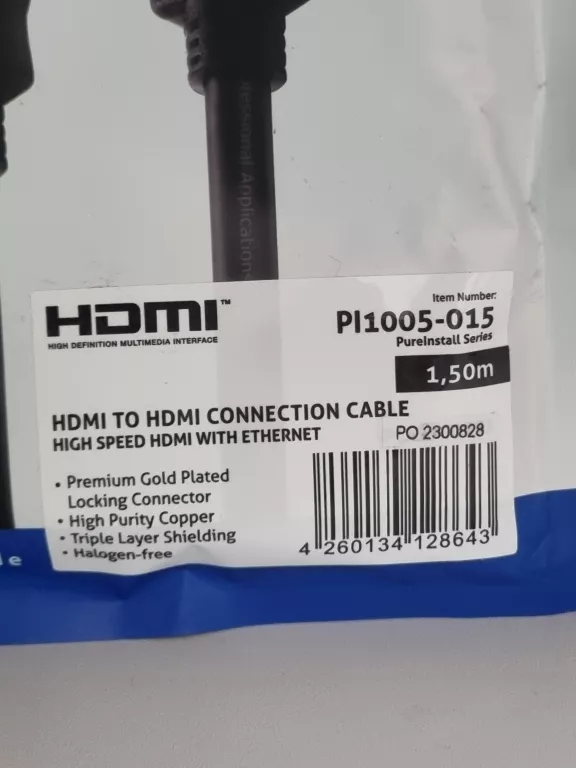 HDMI™
HIGH DEFINITION MULTIMEDIA INTERFACE
Item Number:
PI1005-015
PureInstall Series
1,50m
HDMI TO HDMI CONNECTION CABLE
HIGH SPEED HDMI WITH ETHERNET
PO 2300828
• Premium Gold Plated
Locking Connector
• High Purity Copper
• Triple Layer Shielding
• Halogen-free
4 260134 128643